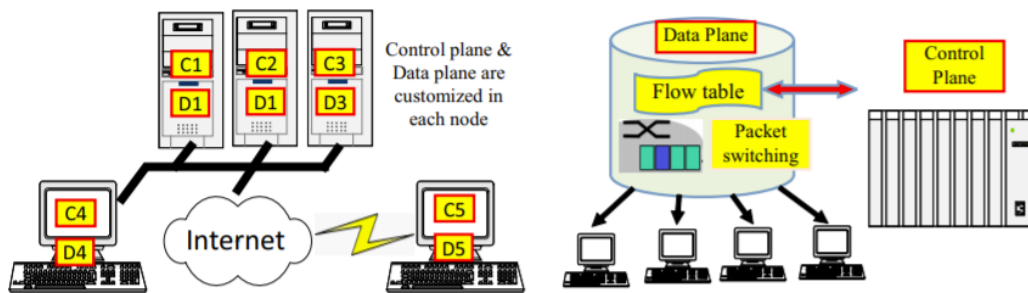 C1
C2
C3
D1
D1
D3
Control plane &
Data plane are
customized in
each node
C4
D4
Internet
C5
D5
Data Plane
Flow table
Packet
switching
Control
Plane